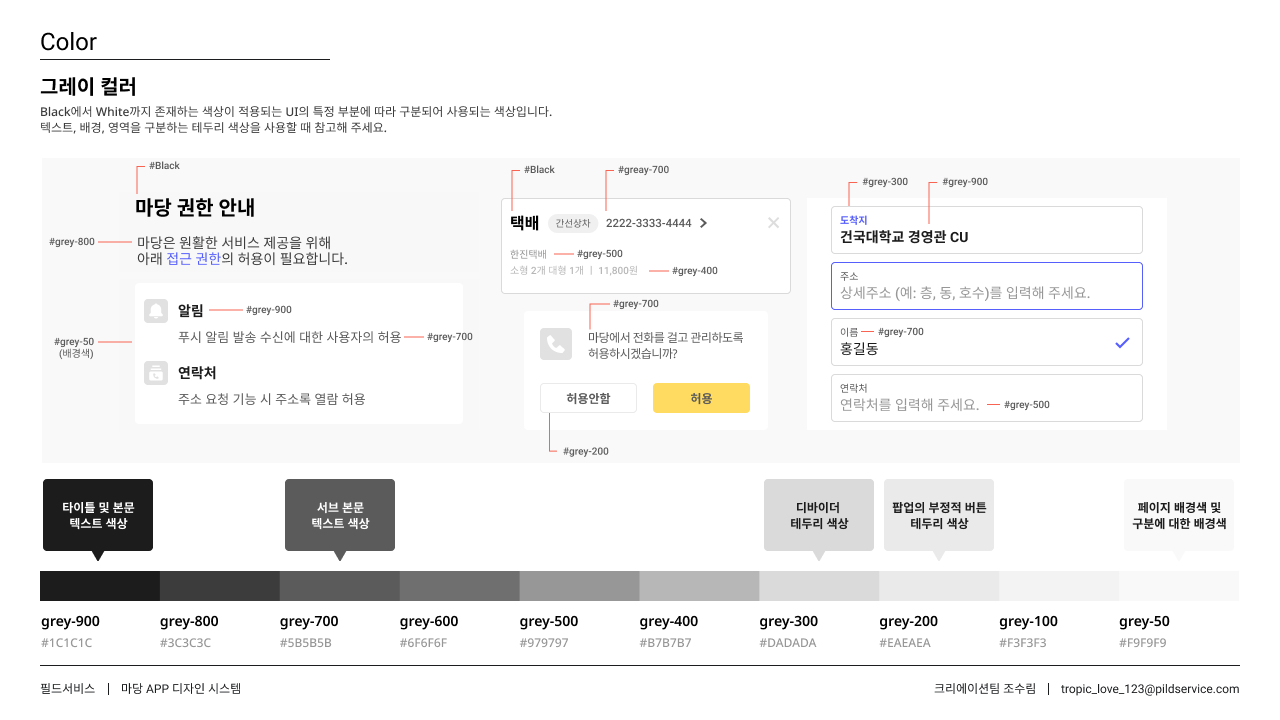 Color
그레이 컬러
Black에서 White까지 존재하는 색상이 적용되는 UI의 특정 부분에 따라 구분되어 사용되는 색상입니다.
텍스트, 배경, 영역을 구분하는 테두리 색상을 사용할 때 참고해 주세요.
#Black
마당 권한 안내
#grey-800
마당은 원활한 서비스 제공을 위해
아래 접근 권한의 허용이 필요합니다.
알림
#grey-900
푸시 알림 발송 수신에 대한 사용자의 허용
#grey-700
#grey-50
(배경색)
연락처
주소 요청 기능 시 주소록 열람 허용
#Black
#greay-700
택배
간선상차
2222-3333-4444
한진택배
#grey-500
소형 2개 대형 1개 | 11,800원
#grey-400
#grey-700
마당에서 전화를 걸고 관리하도록
허용하시겠습니까?
허용안함
허용
#grey-200
#grey-300
#grey-900
도착지
건국대학교 경영관 CU
주소
상세주소 (예: 층, 동, 호수)를 입력해 주세요.
이름
#grey-700
홍길동
연락처
연락처를 입력해 주세요.
#grey-500
타이틀 및 본문
텍스트 색상
서브 본문
텍스트 색상
디바이더
테두리 색상
팝업의 부정적 버튼
테두리 색상
페이지 배경색 및
구분에 대한 배경색
grey-900
#1C1C1C
grey-800
#3C3C3C
grey-700
#5B5B5B
grey-600
#6F6F6F
grey-500
#979797
grey-400
#B7B7B7
grey-300
#DADADA
grey-200
#EAEAEA
grey-100
#F3F3F3
grey-50
#F9F9F9
필드서비스 | 마당 APP 디자인 시스템
크리에이션팀 조수림 | tropic_love_123@pildservice.com